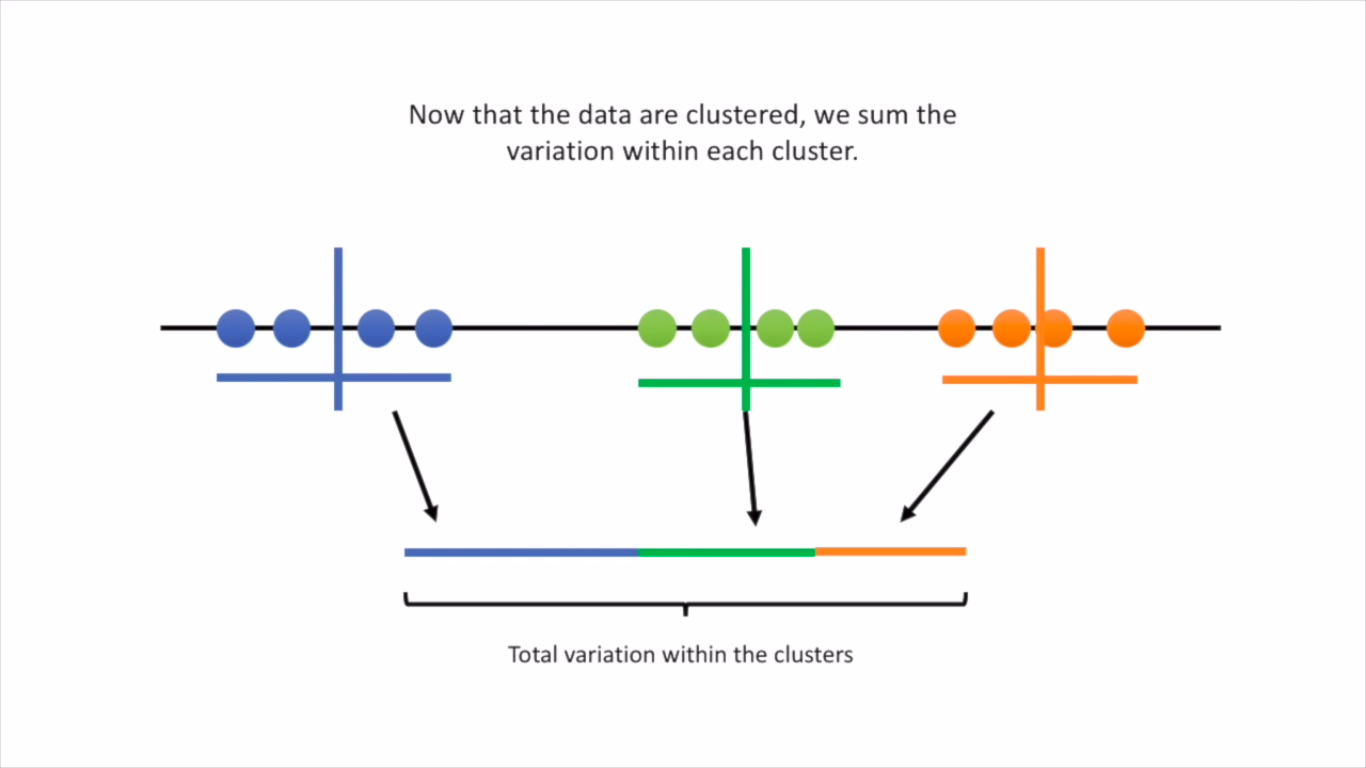 Now that the data are clustered, we sum the
variation within each cluster.
Total variation within the clusters